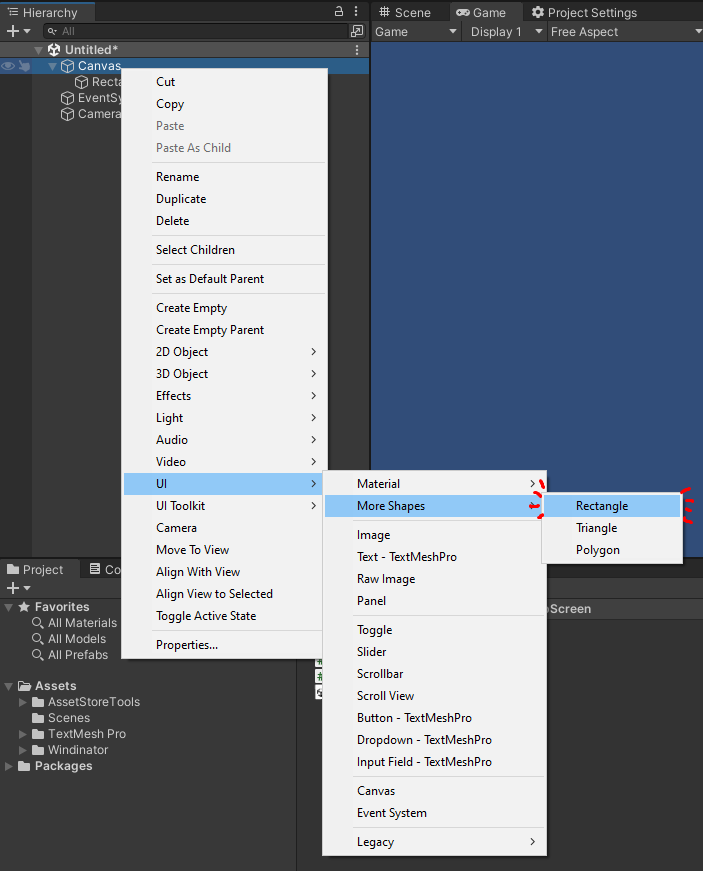 Hierarchy
All
Untitled*
Canvas
Recta
EventSy
Camera
Scene
Game
Project Settings
Game
Display 1
Free Aspect
Cut
Copy
Paste
Paste As Child
Rename
Duplicate
Delete
Select Children
Set as Default Parent
Create Empty
Create Empty Parent
2D Object
3D Object
Effects
Light
Audio
Video
UI
UI Toolkit
Camera
Move To View
Align With View
Align View to Selected
Toggle Active State
Properties...
Material
More Shapes
Image
Text - TextMeshPro
Raw Image
Panel
Toggle
Slider
Scrollbar
Scroll View
Button - TextMeshPro
Dropdown - TextMeshPro
Input Field - TextMeshPro
Canvas
Event System
Legacy
Rectangle
Triangle
Polygon
Project
Co
Favorites
All Materials
All Models
All Prefabs
Assets
AssetStoreTools
Scenes
TextMesh Pro
Windinator
Packages
Screen